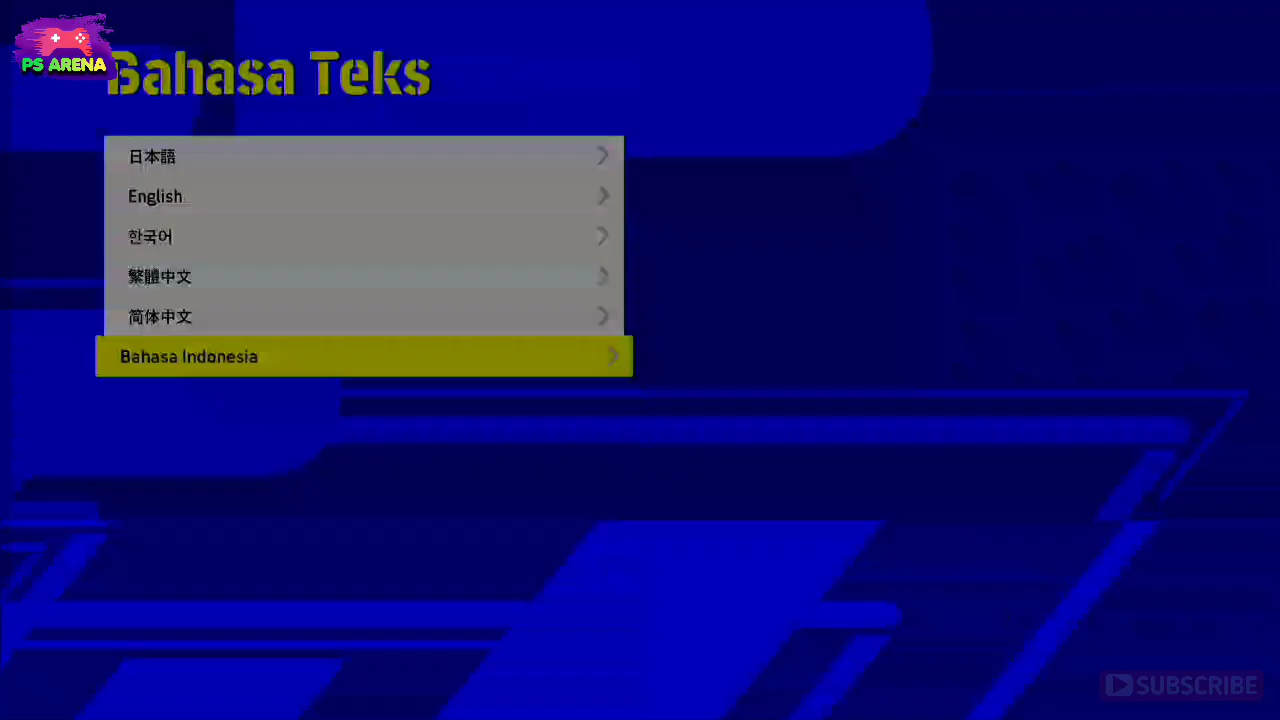 PS ARENA
Bahasa Teks
日本語
English
한국어
繁體中文
简体中文
Bahasa Indonesia
SUBSCRIBE